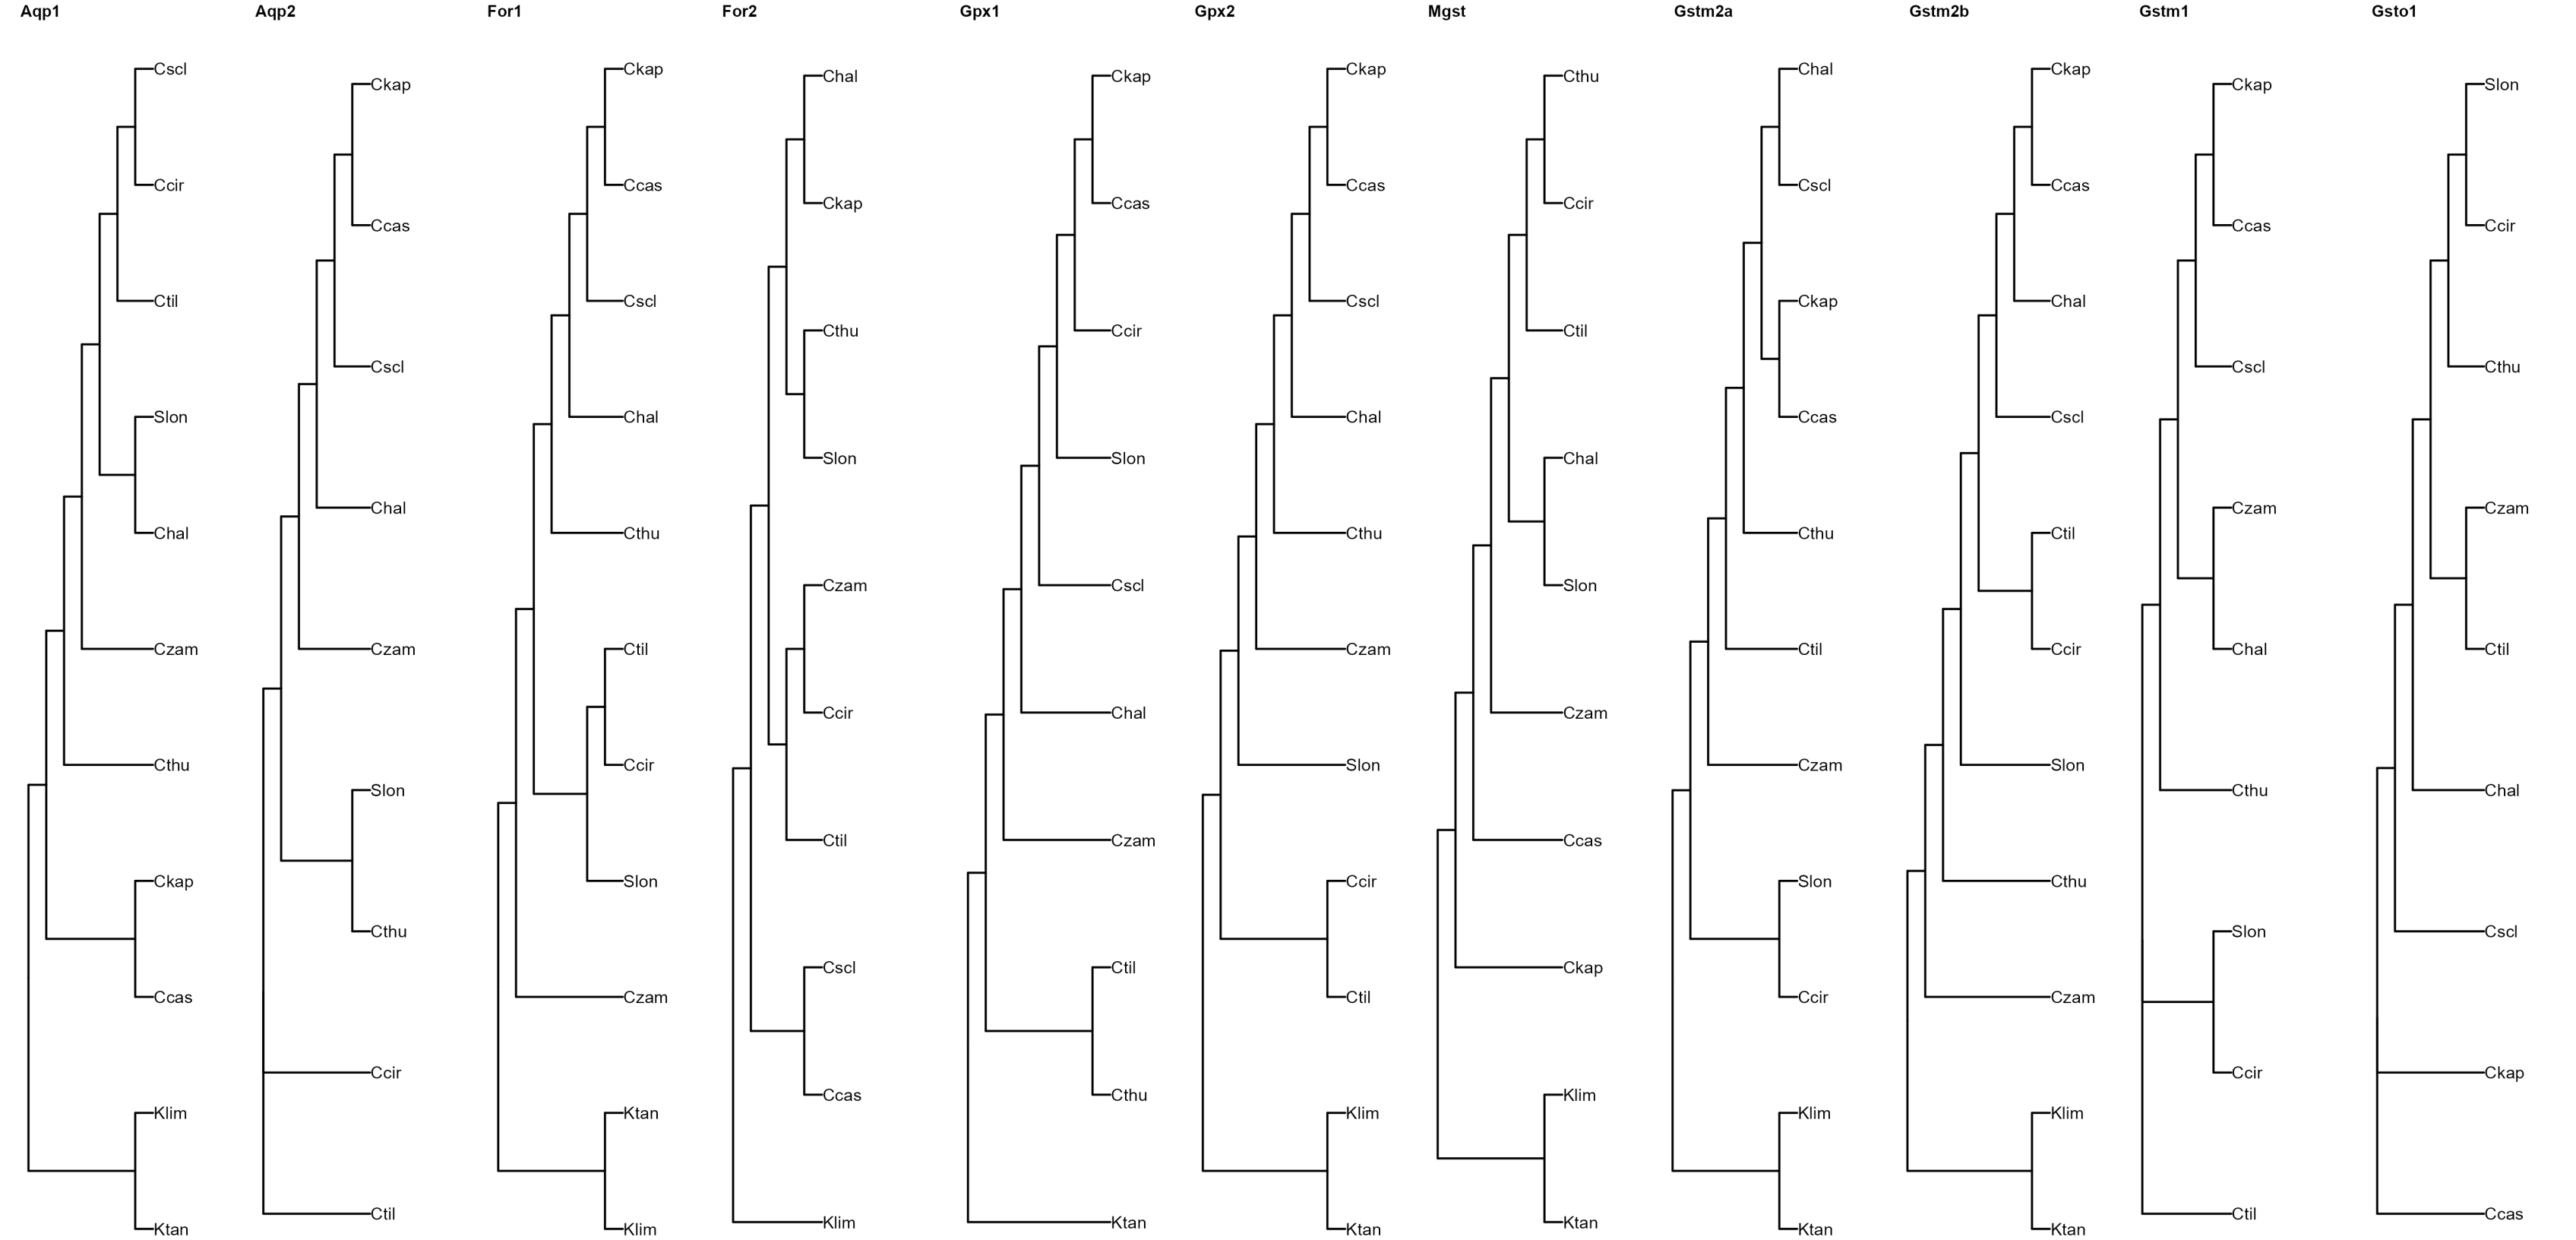 Aqp1
Cscl
Ccir
Ctil
Slon
Chal
Czam
Cthu
Ckap
Ccas
Klim
Ktan
Aqp2
Ckap
Ccas
Cscl
Chal
Czam
Slon
Cthu
Ccir
Ctil
For1
Ckap
Ccas
Cscl
Chal
Cthu
Ctil
Ccir
Slon
Czam
Ktan
Klim
For2
Chal
Ckap
Cthu
Slon
Czam
Ccir
Ctil
Cscl
Ccas
Klim
Gpx1
Ckap
Ccas
Ccir
Slon
Cscl
Chal
Czam
Ctil
Cthu
Ktan
Gpx2
Ckap
Ccas
Cscl
Chal
Cthu
Czam
Slon
Ccir
Ctil
Klim
Ktan
Mgst
Cthu
Ccir
Ctil
Chal
Slon
Czam
Ccas
Ckap
Klim
Ktan
Gstm2a
Chal
Cscl
Ckap
Ccas
Cthu
Ctil
Czam
Slon
Ccir
Klim
Ktan
Gstm2b
Ckap
Ccas
Chal
Cscl
Ctil
Ccir
Slon
Cthu
Czam
Klim
Ktan
Gstm1
Ckap
Ccas
Cscl
Czam
Chal
Cthu
Slon
Ccir
Ctil
Gsto1
Slon
Ccir
Cthu
Czam
Ctil
Chal
Cscl
Ckap
Ccas